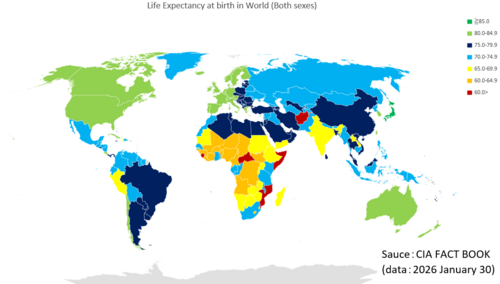 Life Expectancy at birth in World (Both sexes)
≧85.0
80.0-84.9
75.0-79.9
70.0-74.9
65.0-69.9
60.0-64.9
60.0>
Sauce：CIA FACT BOOK
(data：2026 January 30)